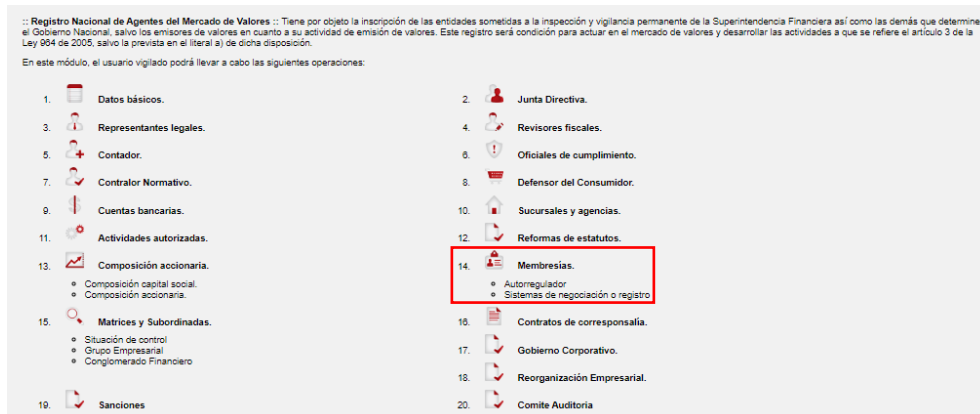 :: Registro Nacional de Agentes del Mercado de Valores :: Tiene por objeto la inscripción de las entidades sometidas a la inspección y vigilancia permanente de la Superintendencia Financiera así como las demás que determine
el Gobierno Nacional, salvo los emisores de valores en cuanto a su actividad de emisión de valores. Este registro será condición para actuar en el mercado de valores y desarrollar las actividades a que se refiere el artículo 3 de la
Ley 964 de 2005, salvo la prevista en el literal a) de dicha disposición.
En este módulo, el usuario vigilado podrá llevar a cabo las siguientes operaciones:
1. Datos básicos.
2. Junta Directiva.
3. Representantes legales.
4. Revisores fiscales.
5. Contador.
6. Oficiales de cumplimiento.
7. Contralor Normativo.
8. Defensor del Consumidor.
9. Cuentas bancarias.
10. Sucursales y agencias.
11. Actividades autorizadas.
12. Reformas de estatutos.
13. Composición accionaria.
Composición capital social.
Composición accionaria.
14. Membresías.
Autorregulador
Sistemas de negociación o registro
15. Matrices y Subordinadas.
Situación de control
Grupo Empresarial
Conglomerado Financiero
16. Contratos de corresponsalía.
17. Gobierno Corporativo.
18. Reorganización Empresarial.
19. Sanciones
20. Comite Auditoria